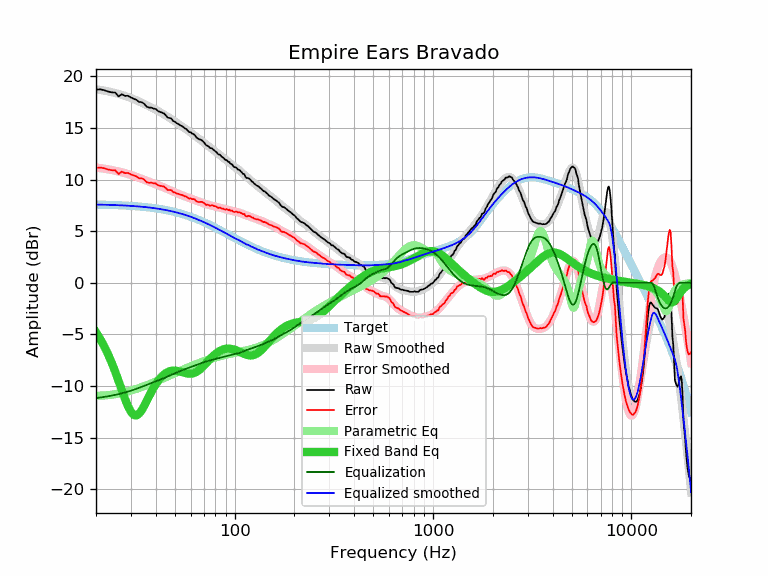 Empire Ears Bravado
20
15
10
5
0
−5
−10
−15
−20
Amplitude (dBr)
Target
Raw Smoothed
Error Smoothed
Raw
Error
Parametric Eq
Fixed Band Eq
Equalization
Equalized smoothed
100 1000 10000
Frequency (Hz)